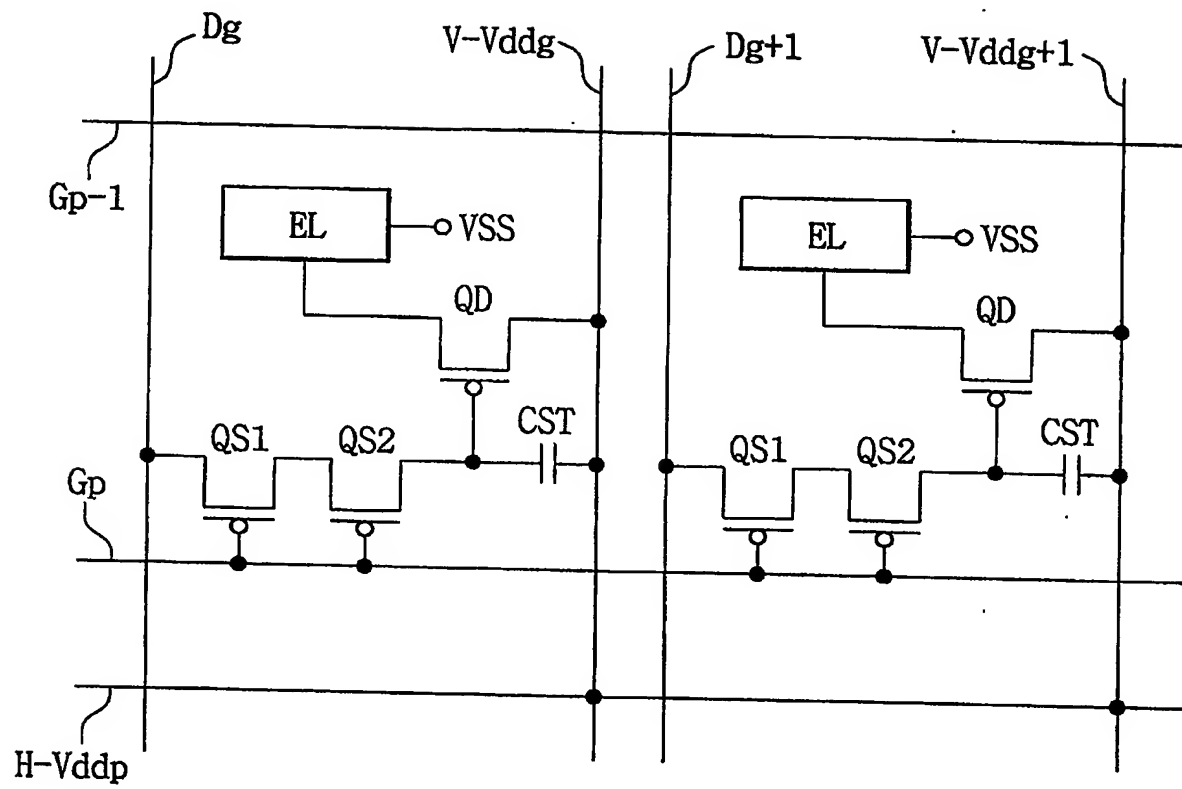 Dg
V-Vddg
Dg+1
V-Vddg+1
Gp-1
EL
VSS
EL
VSS
QD
QD
QS1
QS2
CST
QS1
QS2
CST
Gp
H-Vddp